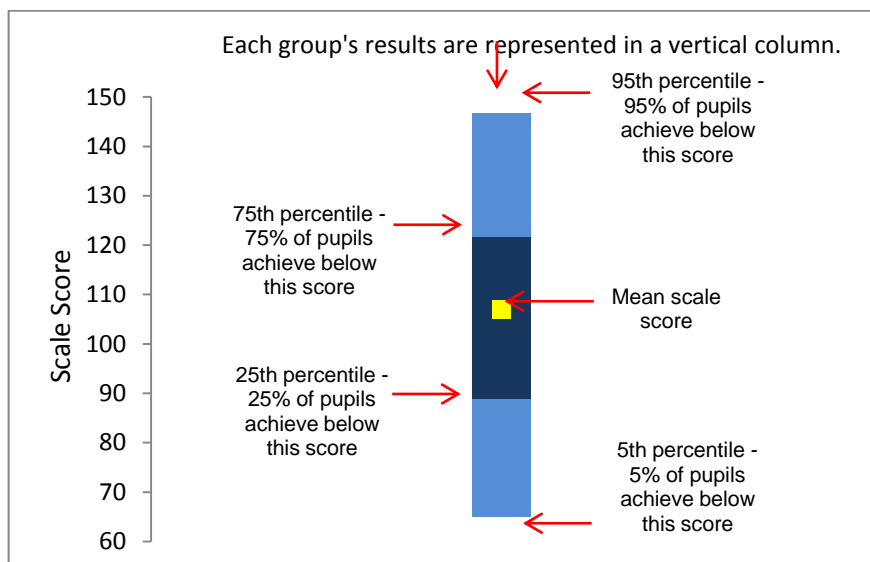 Each group's results are represented in a vertical column.
95th percentile -
95% of pupils
achieve below
this score
150
140
130
120
110
100
90
80
70
60
Scale Score
75th percentile -
75% of pupils
achieve below
this score
Mean scale
score
25th percentile -
25% of pupils
achieve below
this score
5th percentile -
5% of pupils
achieve below
this score